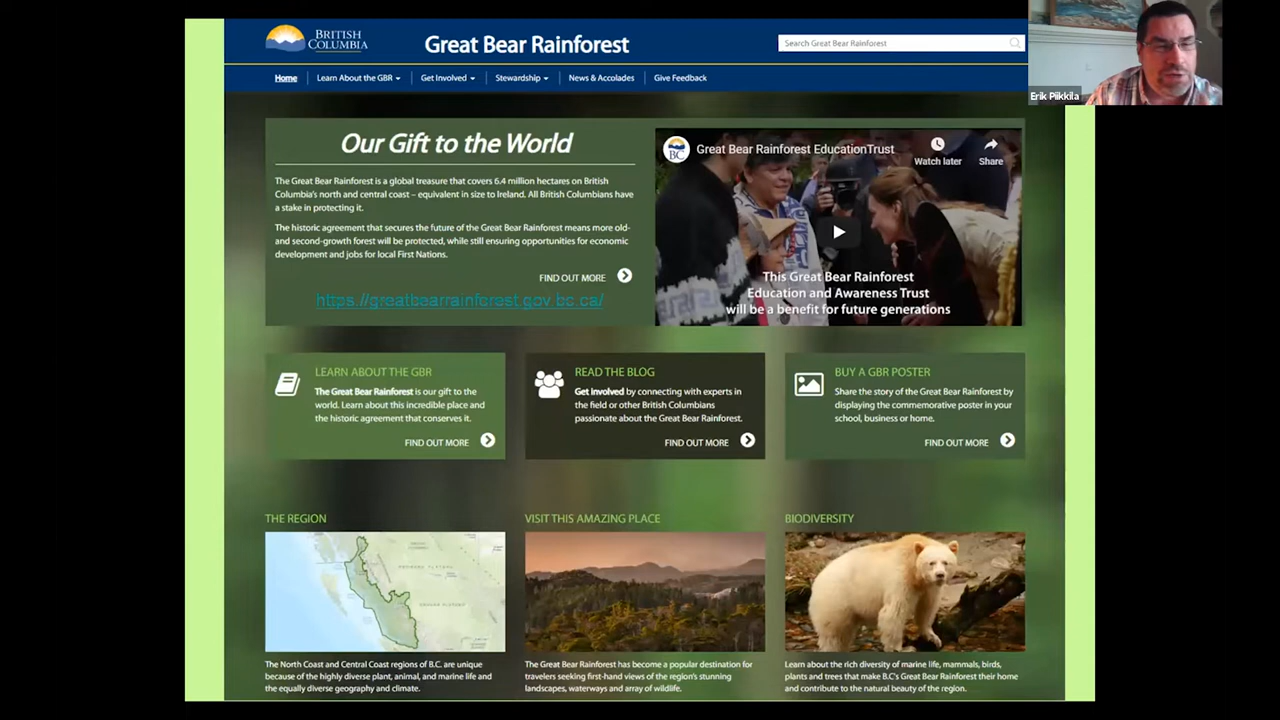 BRITISH
COLUMBIA
Great Bear Rainforest
Search Great Bear Rainforest
Erik Piikkila
Home
Learn About the GBR
Get Involved
Stewardship
News & Accolades
Give Feedback
Our Gift to the World
The Great Bear Rainforest is a global treasure that covers 6.4 million hectares on British
Columbia's north and central coast – equivalent in size to Ireland. All British Columbians have
a stake in protecting it.
The historic agreement that secures the future of the Great Bear Rainforest means more old-
and second-growth forest will be protected, while still ensuring opportunities for economic
development and jobs for local First Nations.
FIND OUT MORE
https://greatbearrainforest.gov.bc.ca/
BC
Great Bear Rainforest EducationTrust
Watch later
Share
This Great Bear Rainforest
Education and Awareness Trust
will be a benefit for future generations
LEARN ABOUT THE GBR
The Great Bear Rainforest is our gift to the
world. Learn about this incredible place and
the historic agreement that conserves it.
FIND OUT MORE
READ THE BLOG
Get Involved by connecting with experts in
the field or other British Columbians
passionate about the Great Bear Rainforest.
FIND OUT MORE
BUY A GBR POSTER
Share the story of the Great Bear Rainforest by
displaying the commemorative poster in your
school, business or home.
FIND OUT MORE
THE REGION
The North Coast and Central Coast regions of B.C. are unique
because of the highly diverse plant, animal, and marine life and
the equally diverse geography and climate.
VISIT THIS AMAZING PLACE
The Great Bear Rainforest has become a popular destination for
travelers seeking first-hand views of the region's stunning
landscapes, waterways and array of wildlife.
BIODIVERSITY
Learn about the rich diversity of marine life, mammals, birds,
plants and trees that make B.C's Great Bear Rainforest their home
and contribute to the natural beauty of the region.